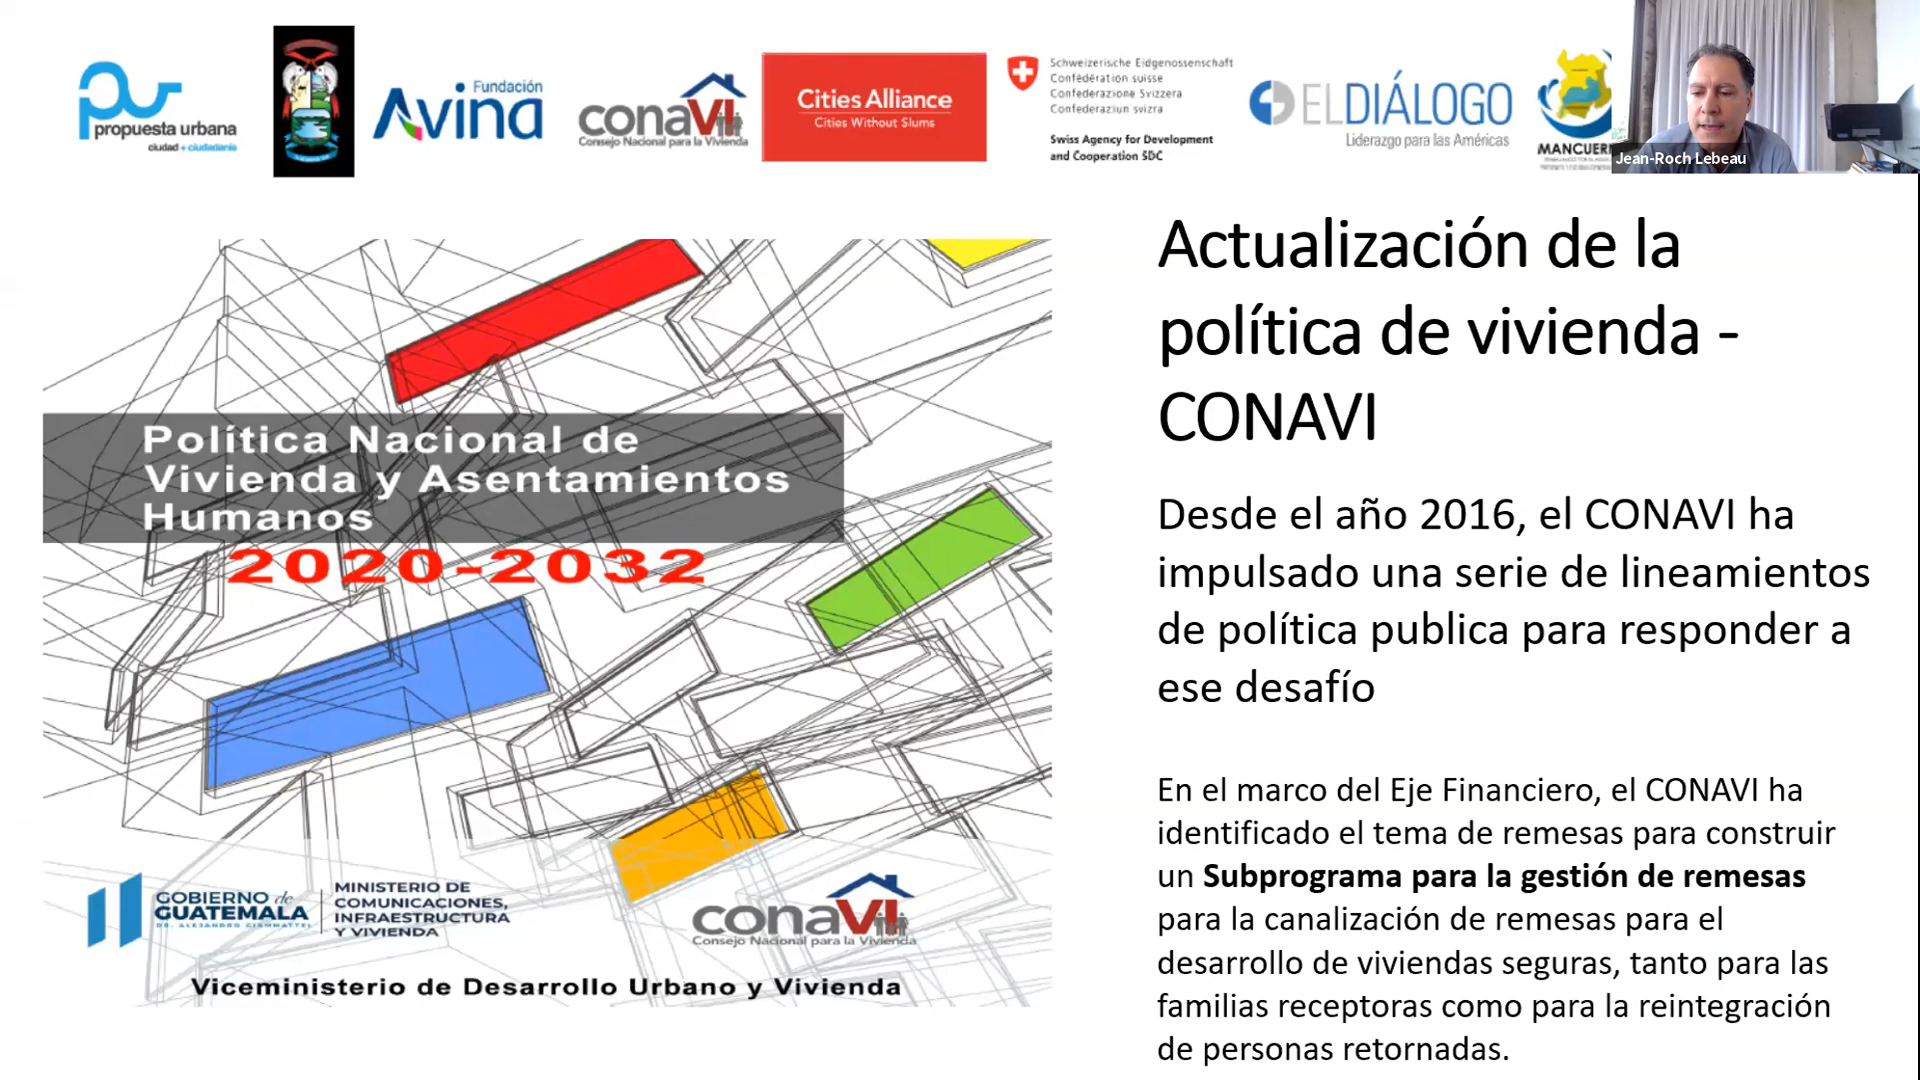 propuesta urbana
ciudad + ciudadanía
Fundación
Avina
conaVI
Consejo Nacional para la Vivienda
Cities Alliance
Cities Without Slums
Schweizerische Eidgenossenschaft
Confédération suisse
Confederazione Svizzera
Confederaziun svizra
Swiss Agency for Development
and Cooperation SDC
ELDIÁLOGO
Liderazgo para las Américas
Jean-Roch Lebeau
Actualización de la
política de vivienda -
CONAVI
Desde el año 2016, el CONAVI ha
impulsado una serie de lineamientos
de política publica para responder a
ese desafío
En el marco del Eje Financiero, el CONAVI ha
identificado el tema de remesas para construir
un Subprograma para la gestión de remesas
para la canalización de remesas para el
desarrollo de viviendas seguras, tanto para las
familias receptoras como para la reintegración
de personas retornadas.
Política Nacional de
Vivienda y Asentamientos
Humanos
2020-2032
GOBIERNO de
GUATEMALA
DR. ALEJANDRO GIAMMATTEI
MINISTERIO DE
COMUNICACIONES,
INFRAESTRUCTURA
Y VIVIENDA
conaVI
Consejo Nacional para la Vivienda
Viceministerio de Desarrollo Urbano y Vivienda